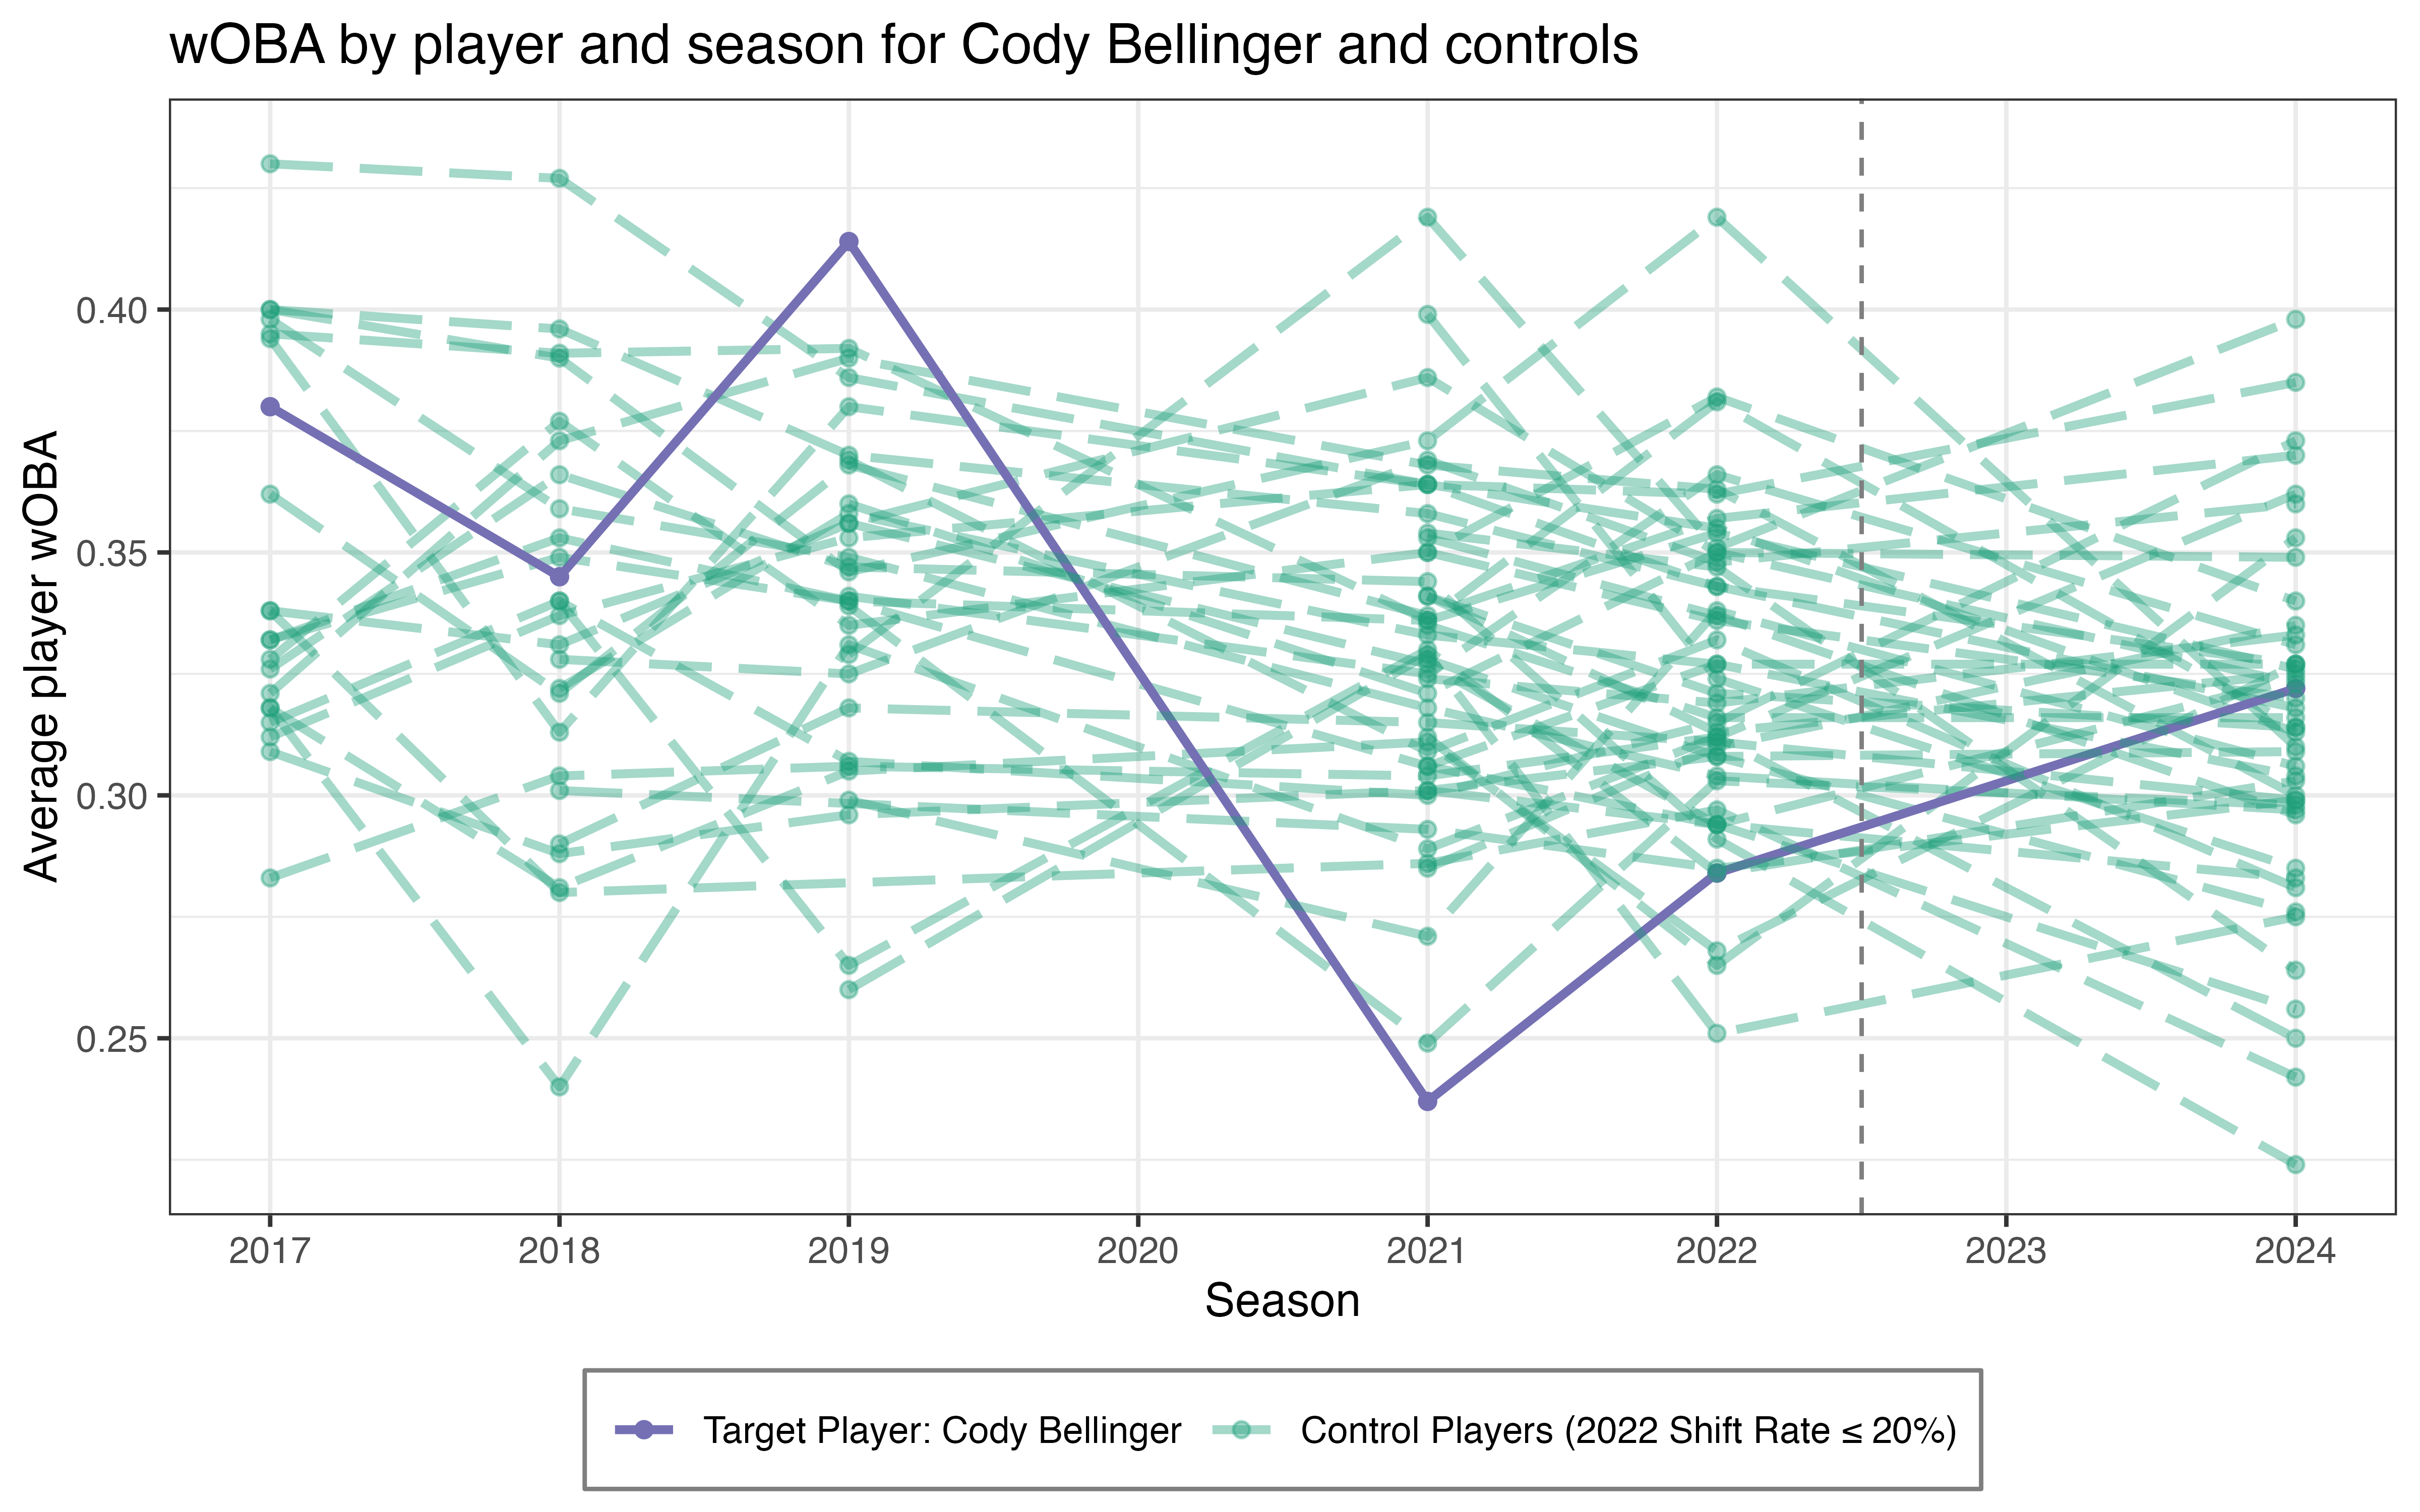 wOBA by player and season for Cody Bellinger and controls
Average player wOBA
0.40
0.35
0.30
0.25
2017 2018 2019 2020 2021 2022 2023 2024
Season
Target Player: Cody Bellinger Control Players (2022 Shift Rate ≤ 20%)